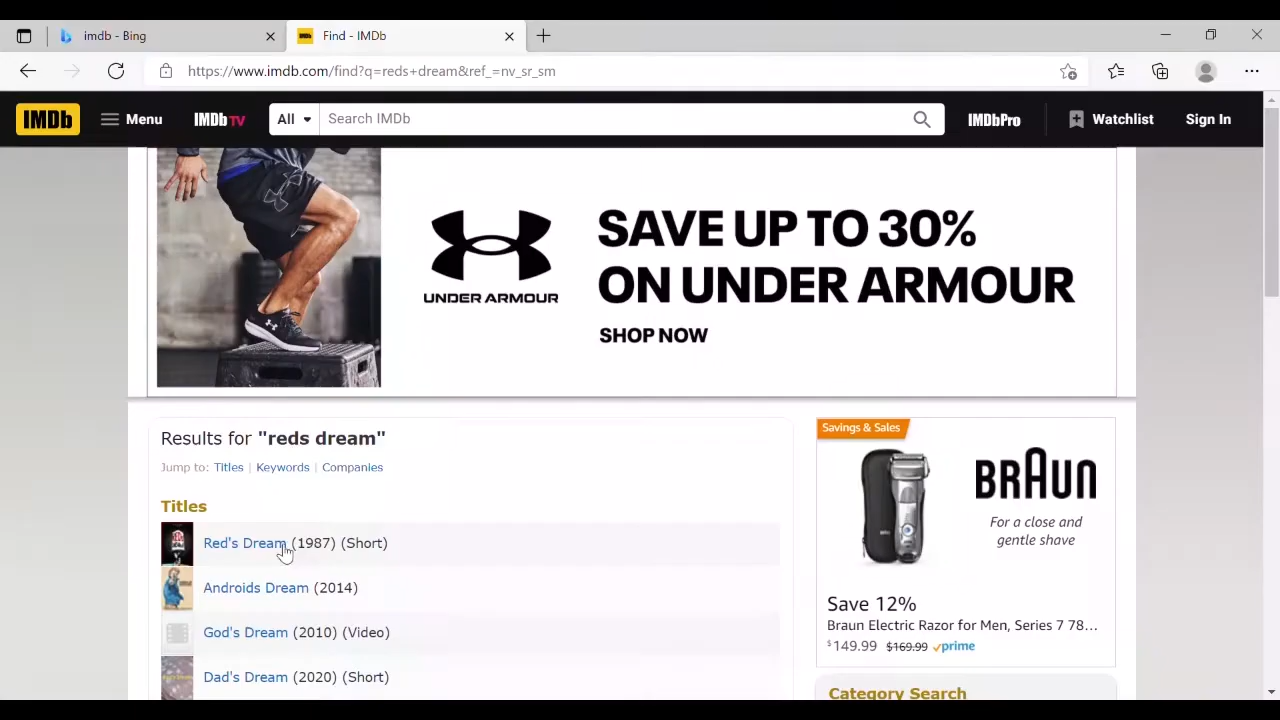 imdb - Bing
Find - IMDb
https://www.imdb.com/find?q=reds+dream&ref_=nv_sr_sm
IMDb
Menu
IMDb TV
All
Search IMDb
IMDbPro
Watchlist
Sign In
SAVE UP TO 30%
ON UNDER ARMOUR
UNDER ARMOUR
SHOP NOW
Results for "reds dream"
Jump to: Titles | Keywords | Companies
Titles
Red's Dream (1987) (Short)
Androids Dream (2014)
God's Dream (2010) (Video)
Dad's Dream (2020) (Short)
Savings & Sales
BRAUN
For a close and
gentle shave
Save 12%
Braun Electric Razor for Men, Series 7 78...
$149.99 $169.99 prime
Category Search